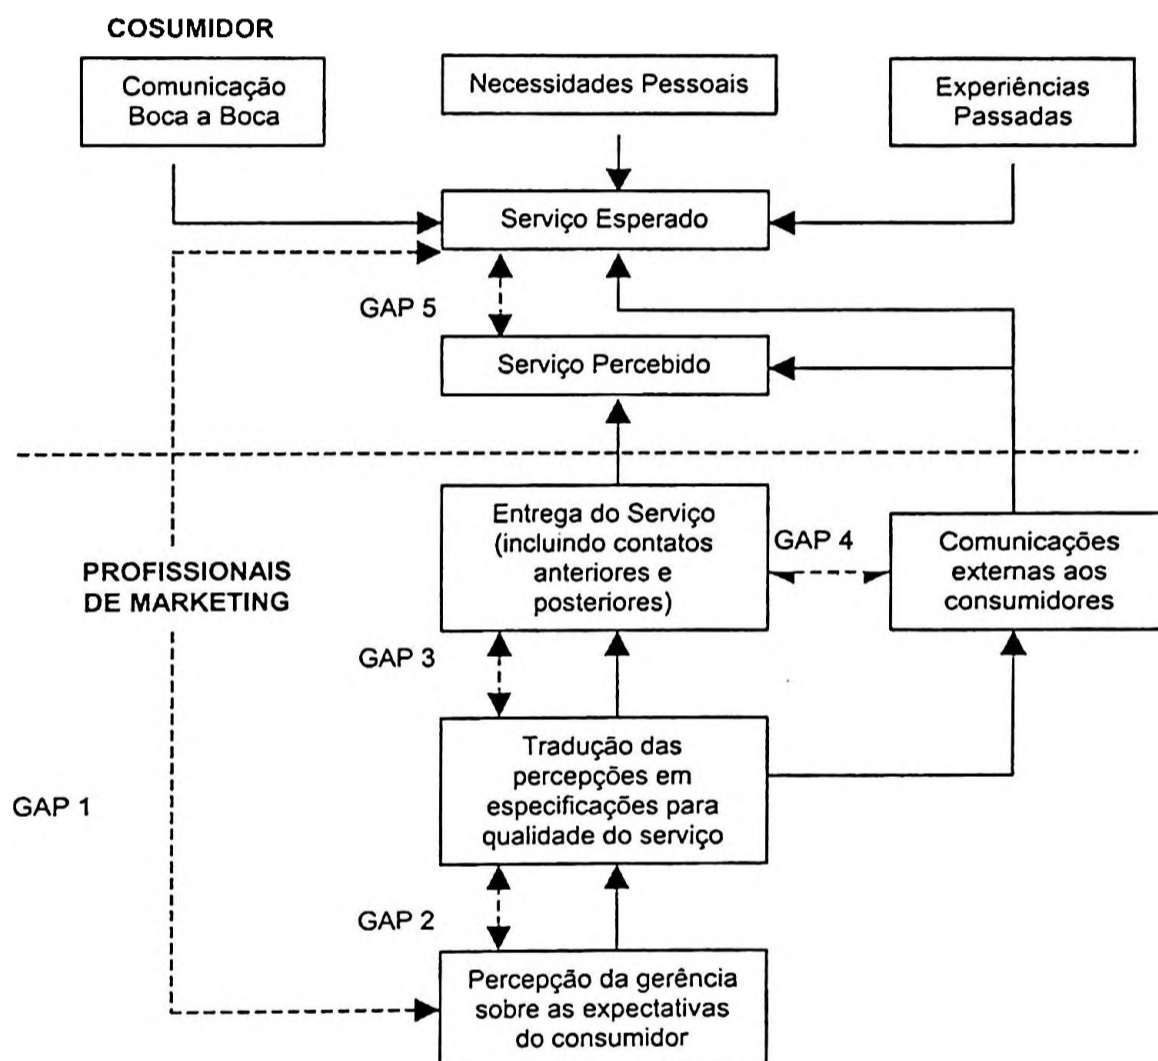 COSUMIDOR
Comunicação
Boca a Boca
Necessidades Pessoais
Experiências
Passadas
Serviço Esperado
GAP 5
Serviço Percebido
Entrega do Serviço
(incluindo contatos
anteriores e
posteriores)
GAP 4
Comunicações
externas aos
consumidores
PROFISSIONAIS
DE MARKETING
GAP 3
Tradução das
percepções em
especificações para
qualidade do serviço
GAP 1
GAP 2
Percepção da gerência
sobre as expectativas
do consumidor